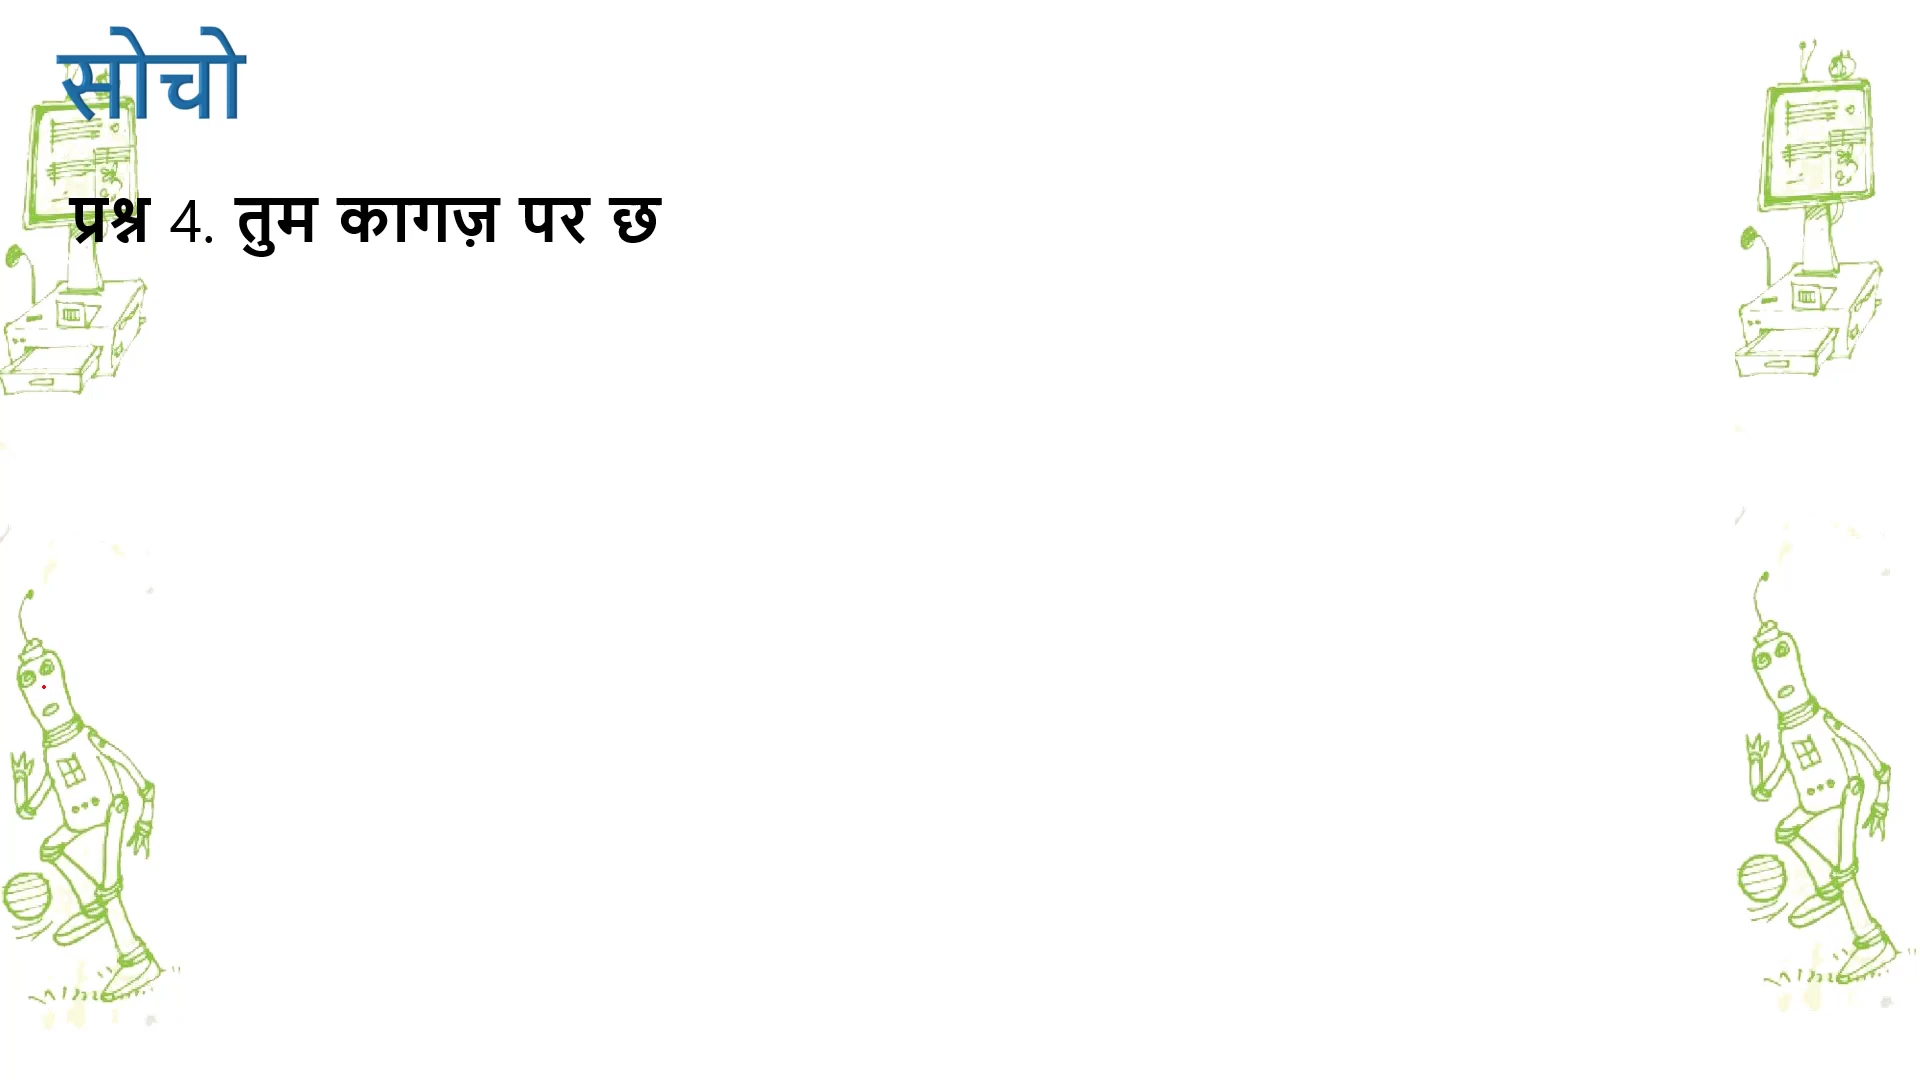 सोचो
प्रश्न 4. तुम कागज़ पर छ